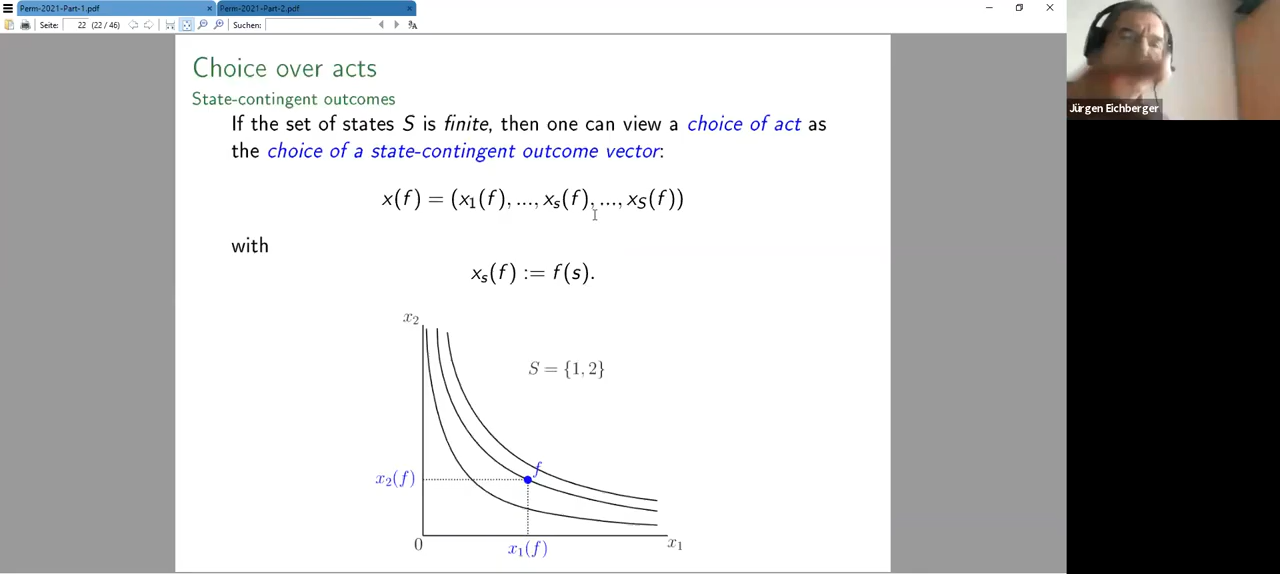 Perm-2021-Part-1.pdf
Perm-2021-Part-2.pdf
Seite: 22 (22 / 46) Suchen:
Jürgen Eichberger
Choice over acts
State-contingent outcomes
If the set of states S is finite, then one can view a choice of act as
the choice of a state-contingent outcome vector:
x(f) = (x₁(f), ..., xₛ(f), ..., x_S(f))
with
xₛ(f) := f(s).
x₂
S = {1, 2}
f
x₂(f)
0
x₁(f)
x₁